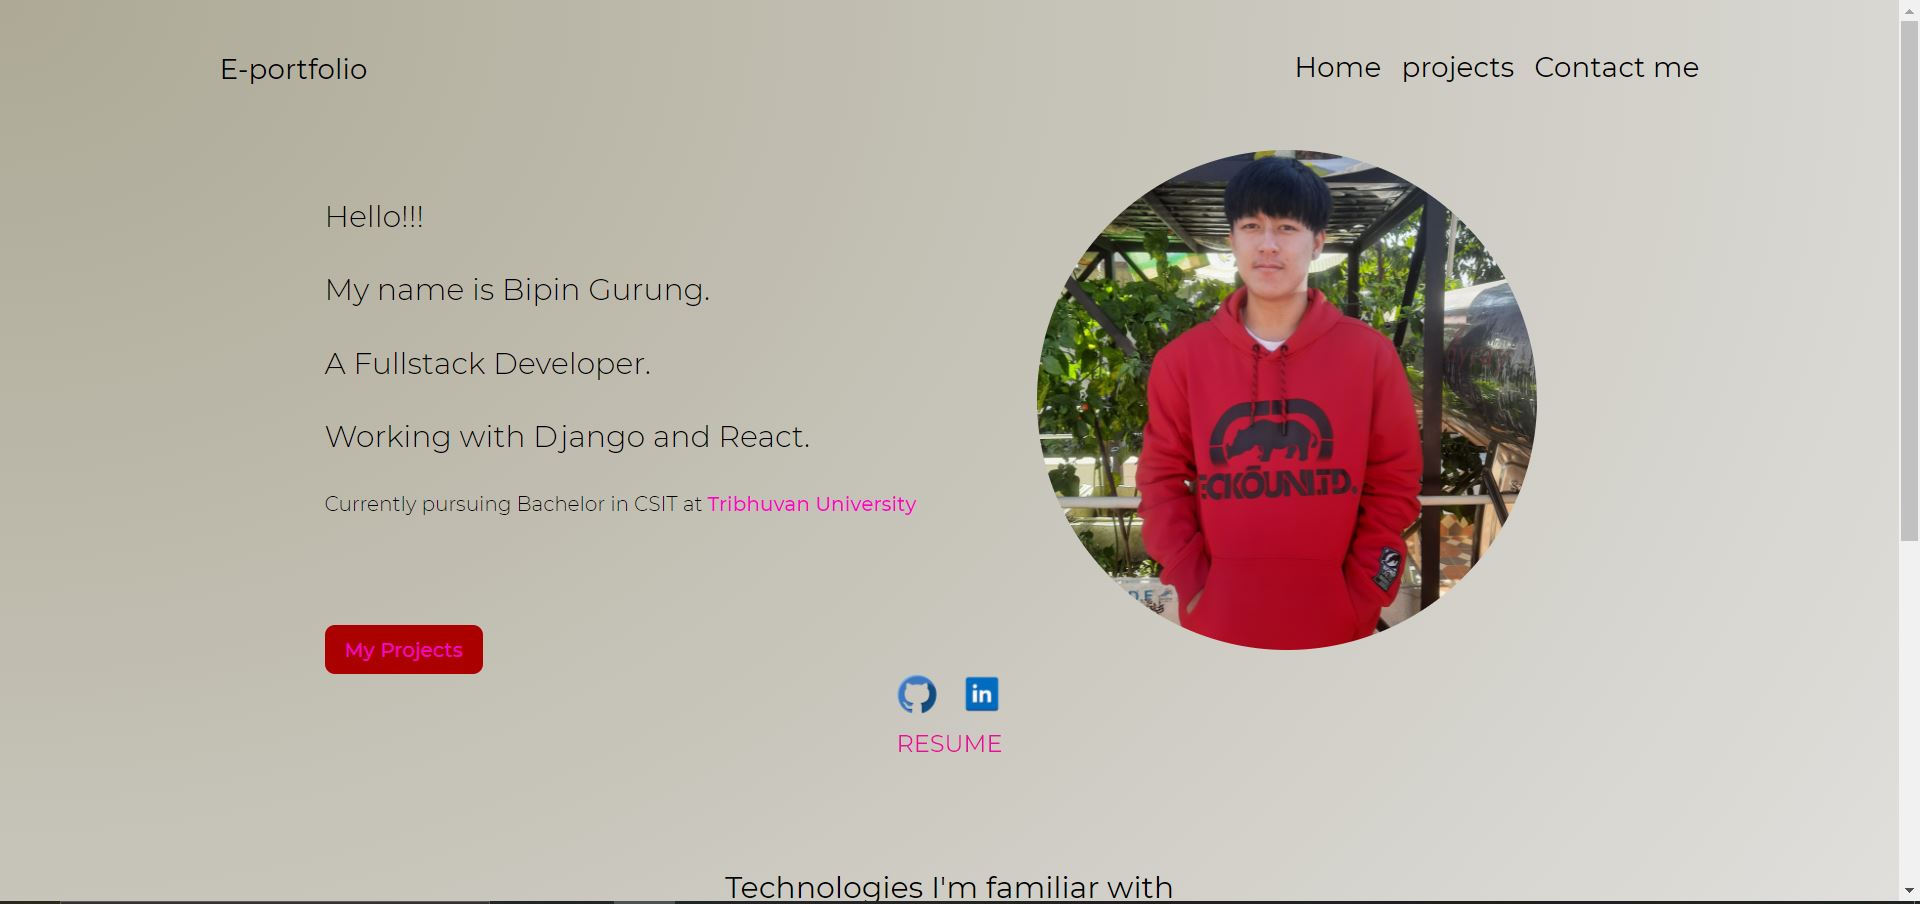 E-portfolio
Home projects Contact me
Hello!!!
My name is Bipin Gurung.
A Fullstack Developer.
Working with Django and React.
Currently pursuing Bachelor in CSIT at Tribhuvan University
ECKŌUNLTD.
My Projects
in
RESUME
Technologies I'm familiar with